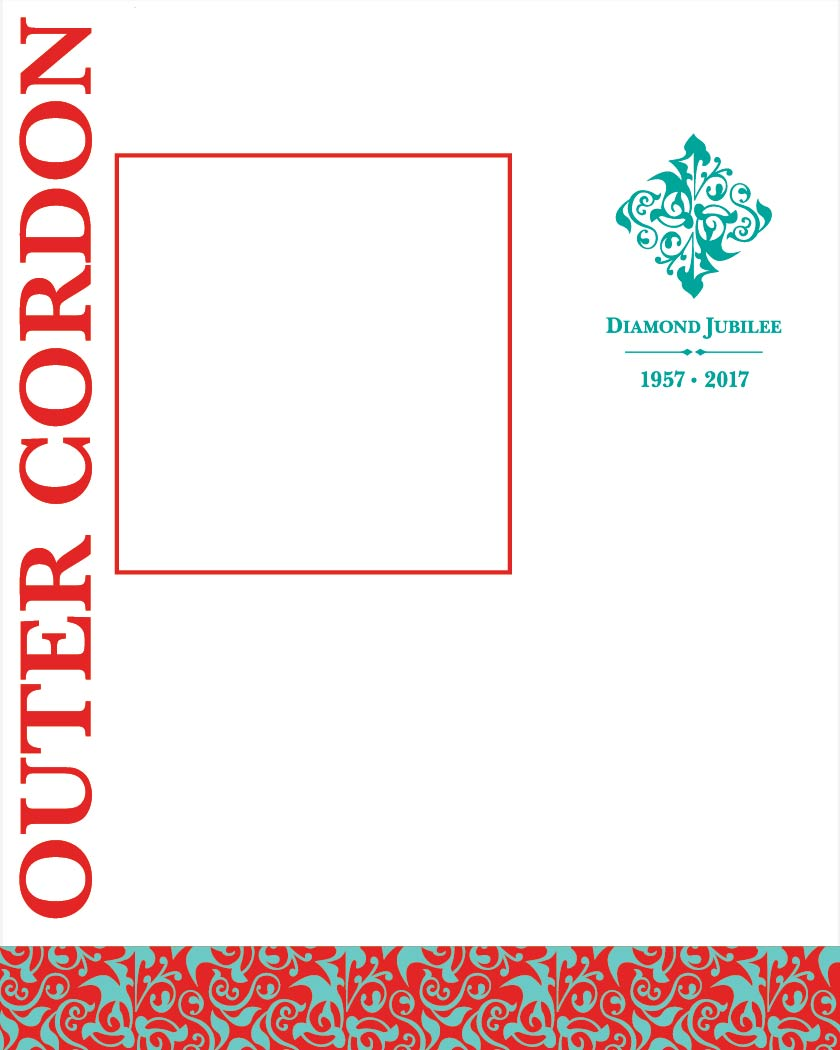 OUTER CORDON
DIAMOND JUBILEE
1957 • 2017